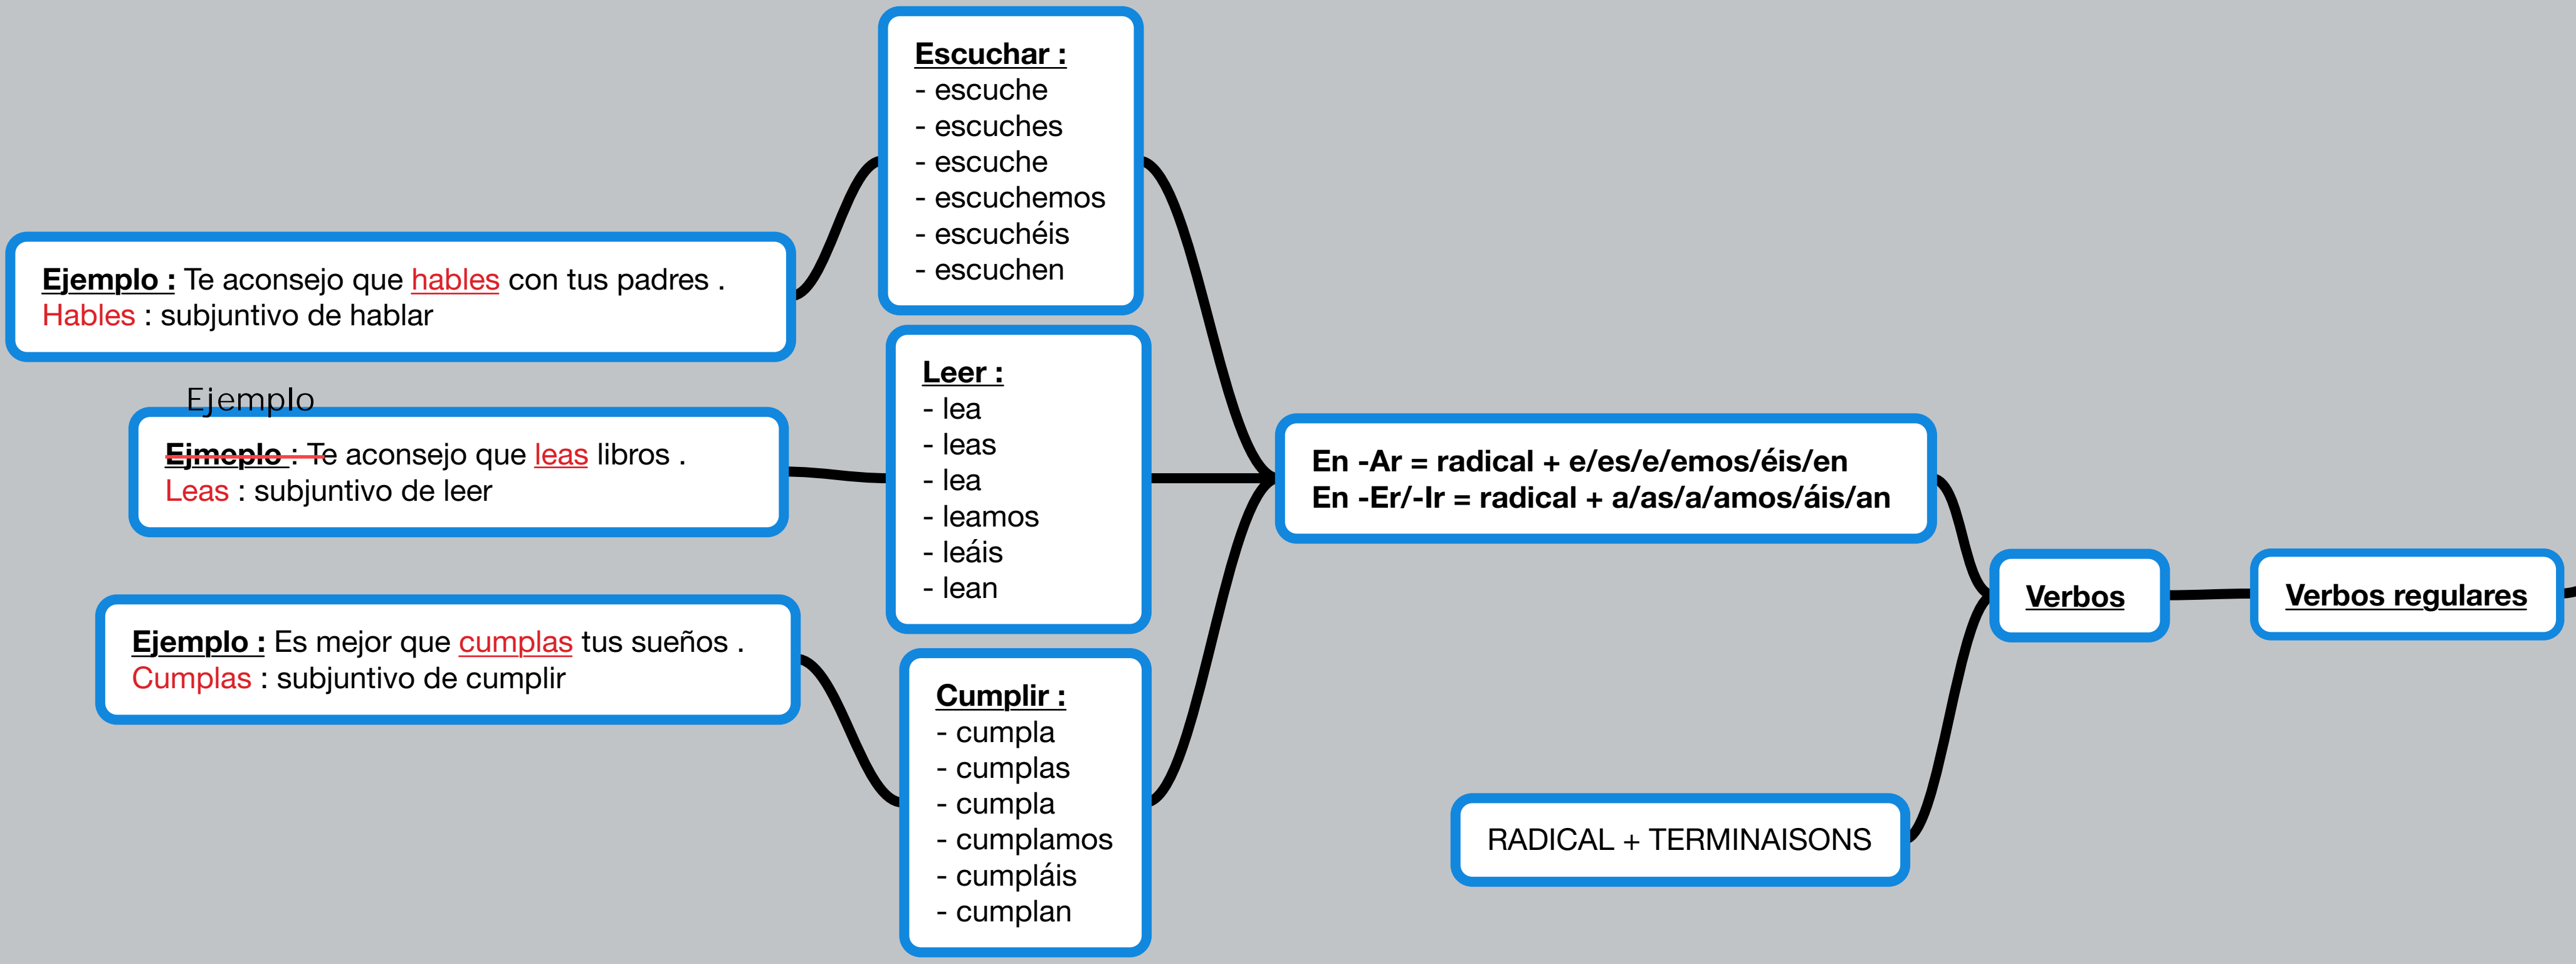 Escuchar :
- escuche
- escuches
- escuche
- escuchemos
- escuchéis
- escuchen
Ejemplo : Te aconsejo que hables con tus padres .
Hables : subjuntivo de hablar
Ejemplo
Ejmeplo : Te aconsejo que leas libros .
Leas : subjuntivo de leer
Leer :
- lea
- leas
- lea
- leamos
- leáis
- lean
Ejemplo : Es mejor que cumplas tus sueños .
Cumplas : subjuntivo de cumplir
Cumplir :
- cumpla
- cumplas
- cumpla
- cumplamos
- cumpláis
- cumplan
En -Ar = radical + e/es/e/emos/éis/en
En -Er/-Ir = radical + a/as/a/amos/áis/an
RADICAL + TERMINAISONS
Verbos
Verbos regulares